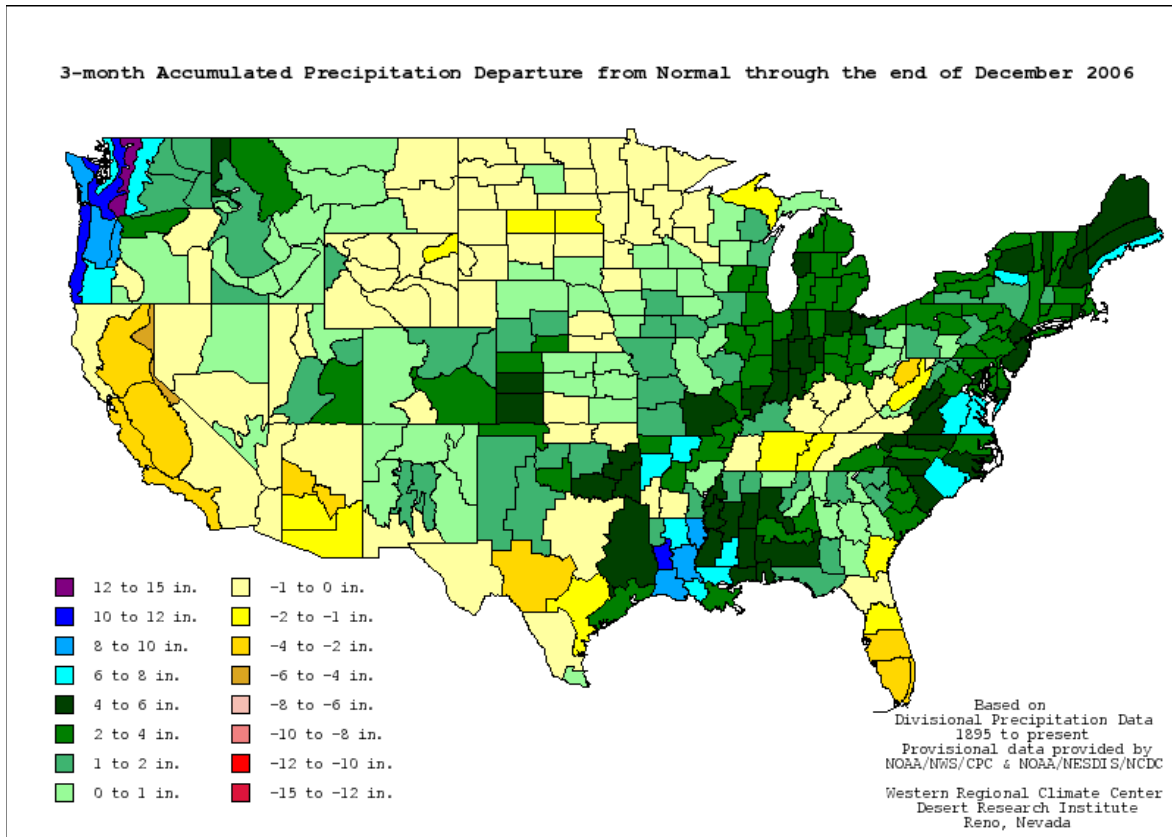 3-month Accumulated Precipitation Departure from Normal through the end of December 2006
12 to 15 in.
10 to 12 in.
8 to 10 in.
6 to 8 in.
4 to 6 in.
2 to 4 in.
1 to 2 in.
0 to 1 in.
-1 to 0 in.
-2 to -1 in.
-4 to -2 in.
-6 to -4 in.
-8 to -6 in.
-10 to -8 in.
-12 to -10 in.
-15 to -12 in.
Based on
Divisional Precipitation Data
1895 to present
Provisional data provided by
NOAA/NWS/CPC & NOAA/NESDIS/NCDC
Western Regional Climate Center
Desert Research Institute
Reno, Nevada